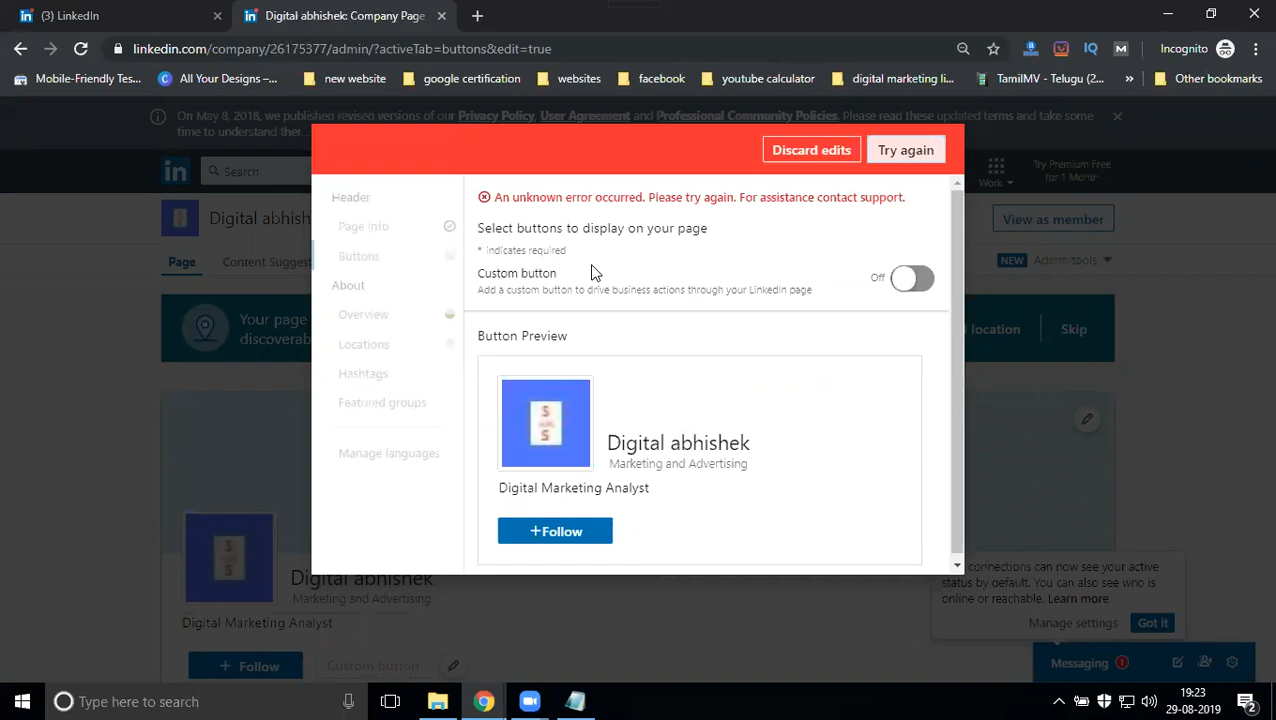 (3) LinkedIn
Digital abhishek: Company Page
linkedin.com/company/26175377/admin/?activeTab=buttons&edit=true
Incognito
Mobile-Friendly Tes...
All Your Designs –...
new website
google certification
websites
facebook
youtube calculator
digital marketing li...
TamilMV - Telugu (2...
Other bookmarks
On May 8, 2018, we published revised versions of our Privacy Policy, User Agreement and Professional Community Policies. Please read these updated terms and take some
time to understand ther...
Discard edits
Try again
Search
Work
Try Premium Free
for 1 Month
Digital abhish
View as member
Page
Content Suggest
NEW
Admin tools
Your page
discoverab
location
Skip
Header
Page info
Buttons
About
Overview
Locations
Hashtags
Featured groups
Manage languages
An unknown error occurred. Please try again. For assistance contact support.
Select buttons to display on your page
* Indicates required
Custom button
Add a custom button to drive business actions through your LinkedIn page
Off
Button Preview
Digital abhishek
Marketing and Advertising
Digital Marketing Analyst
+Follow
Digital abhishek
Marketing and Advertising
Digital Marketing Analyst
+ Follow
Custom button
connections can now see your active
status by default. You can also see who is
online or reachable. Learn more
Manage settings
Got it
Messaging
1
Type here to search
19:23
29-08-2019
2